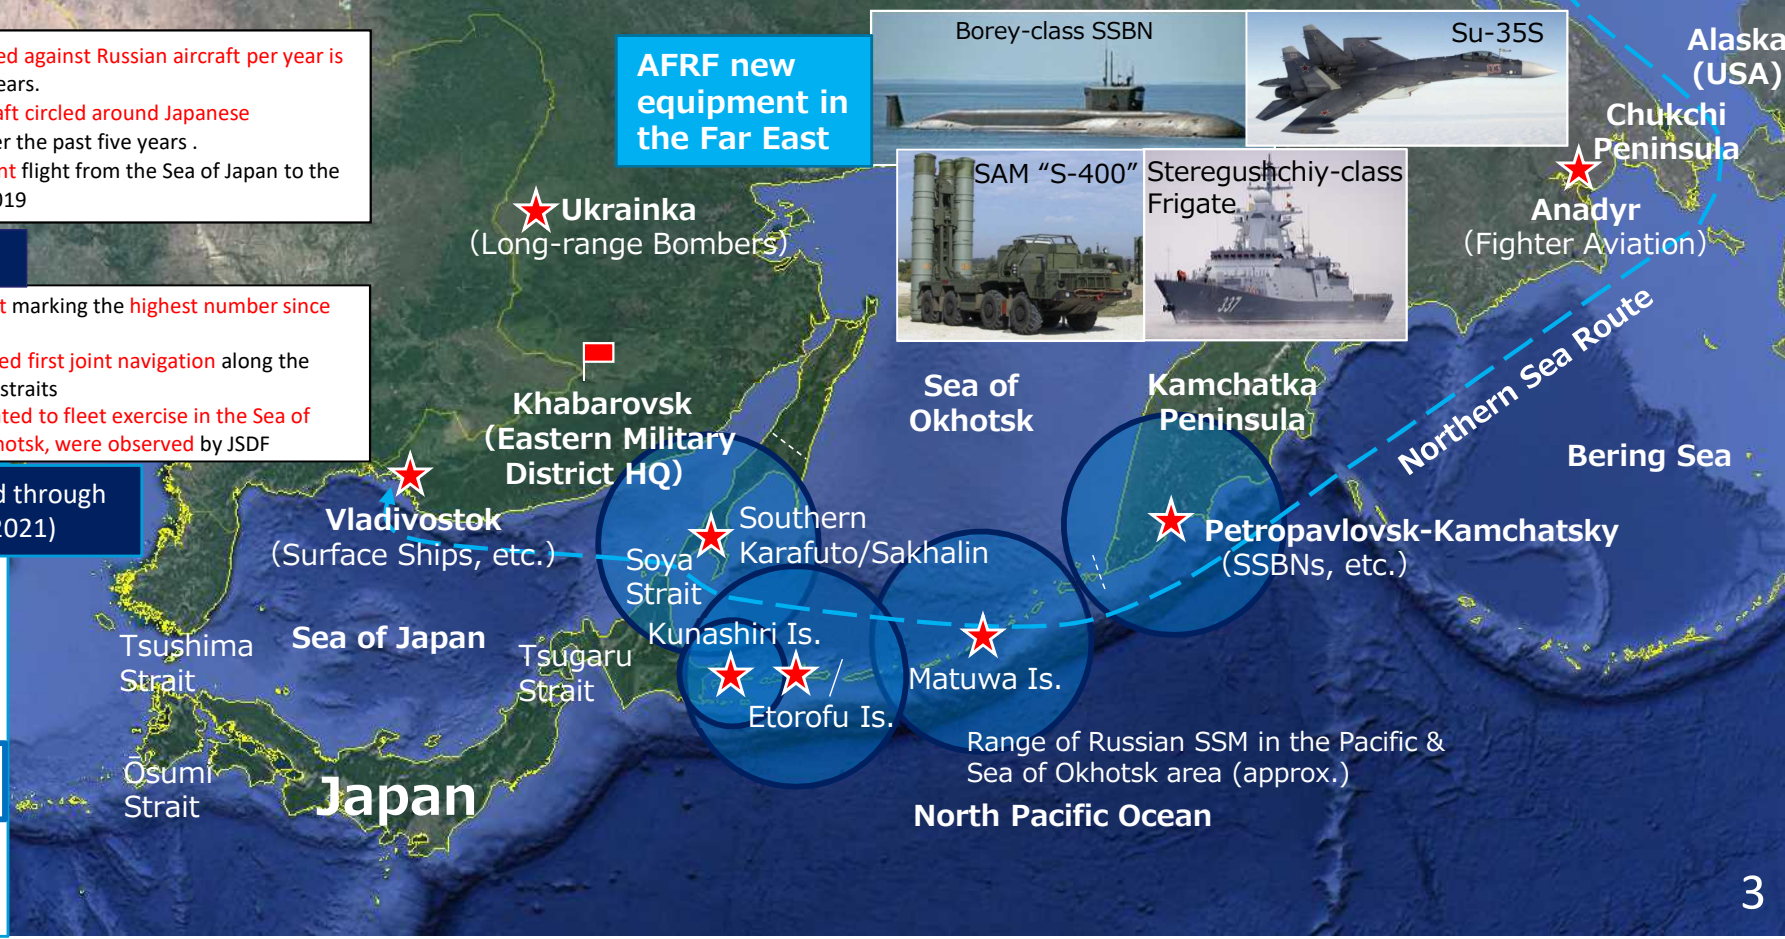 ed against Russian aircraft per year is
ears.
aft circled around Japanese
er the past five years .
nt flight from the Sea of Japan to the
019
t marking the highest number since
ed first joint navigation along the
straits
ted to fleet exercise in the Sea of
hotsk, were observed by JSDF
d through
2021)
AFRF new
equipment in
the Far East
Borey-class SSBN
Su-35S
SAM “S-400”
Steregushchiy-class
Frigate
337
Alaska
(USA)
Chukchi
Peninsula
Anadyr
(Fighter Aviation)
Ukrainka
(Long-range Bombers)
Khabarovsk
(Eastern Military
District HQ)
Sea of
Okhotsk
Kamchatka
Peninsula
Northern Sea Route
Bering Sea
Vladivostok
(Surface Ships, etc.)
Southern
Karafuto/Sakhalin
Soya
Strait
Petropavlovsk-Kamchatsky
(SSBNs, etc.)
Tsushima
Strait
Sea of Japan
Tsugaru
Strait
Kunashiri Is.
Etorofu Is.
Matuwa Is.
Range of Russian SSM in the Pacific &
Sea of Okhotsk area (approx.)
Ōsumi
Strait
Japan
North Pacific Ocean
3